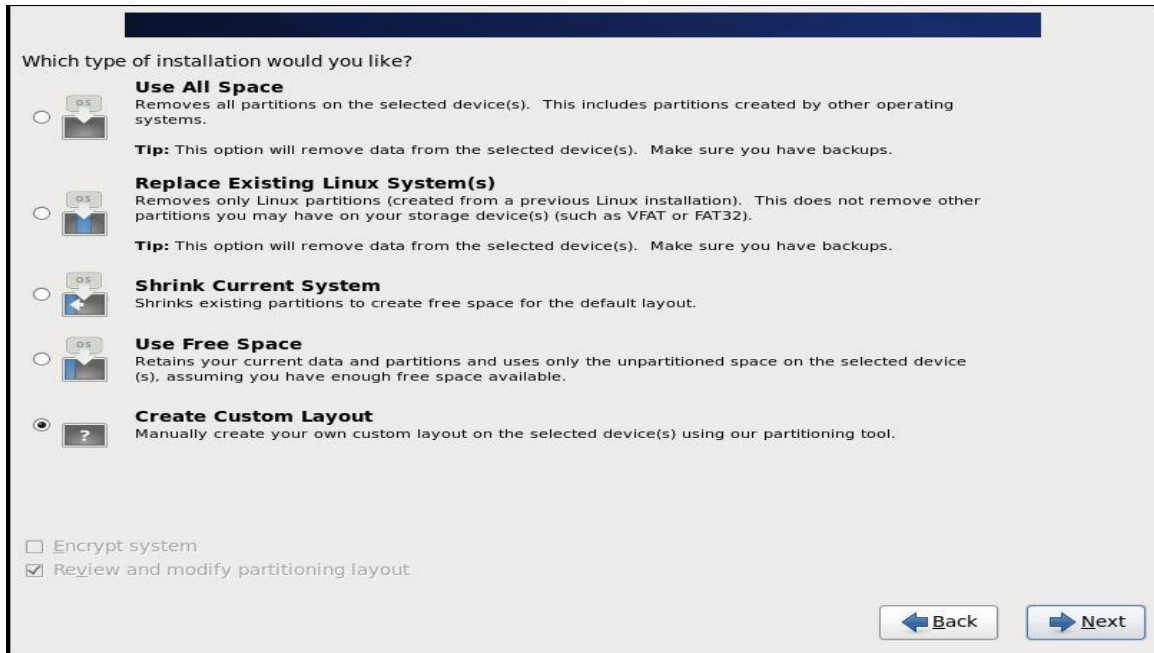 Which type of installation would you like?
Use All Space
Removes all partitions on the selected device(s). This includes partitions created by other operating
systems.
Tip: This option will remove data from the selected device(s). Make sure you have backups.
Replace Existing Linux System(s)
Removes only Linux partitions (created from a previous Linux installation). This does not remove other
partitions you may have on your storage device(s) (such as VFAT or FAT32).
Tip: This option will remove data from the selected device(s). Make sure you have backups.
Shrink Current System
Shrinks existing partitions to create free space for the default layout.
Use Free Space
Retains your current data and partitions and uses only the unpartitioned space on the selected device
(s), assuming you have enough free space available.
Create Custom Layout
Manually create your own custom layout on the selected device(s) using our partitioning tool.
OS
OS
OS
OS
?
Encrypt system
Review and modify partitioning layout
Back
Next